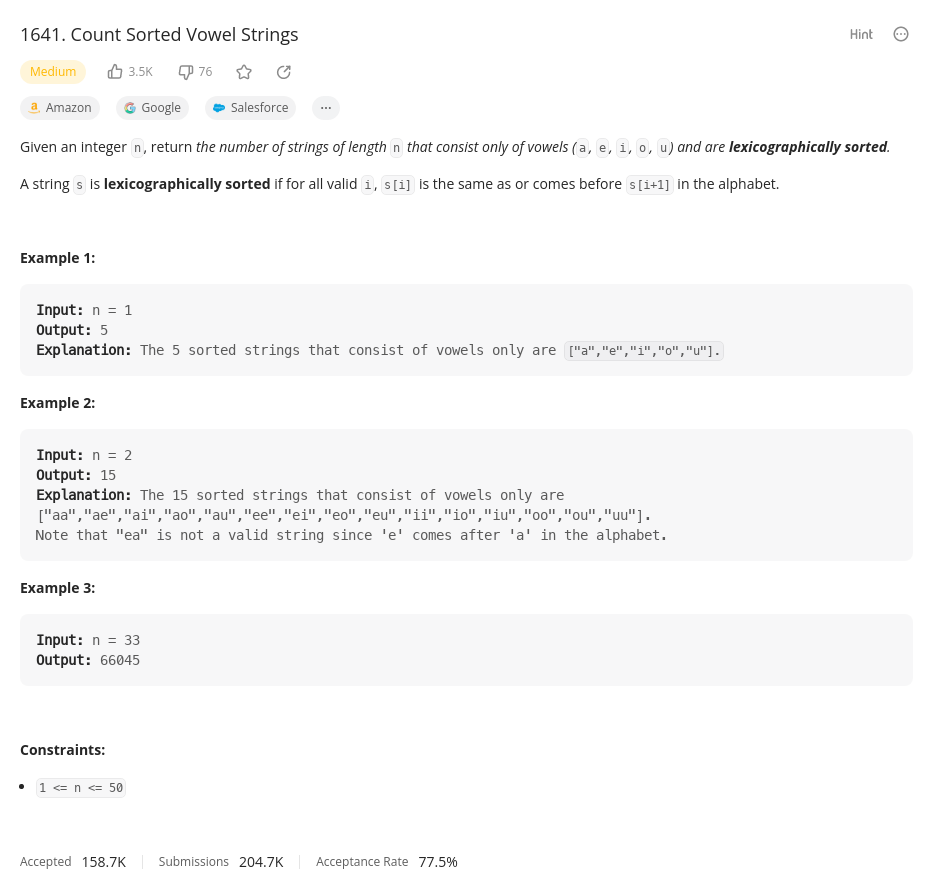 1641. Count Sorted Vowel Strings
Hint
Medium 3.5K 76
Amazon Google Salesforce ...
Given an integer n, return the number of strings of length n that consist only of vowels (a, e, i, o, u) and are lexicographically sorted.
A string s is lexicographically sorted if for all valid i, s[i] is the same as or comes before s[i+1] in the alphabet.
Example 1:
Input: n = 1
Output: 5
Explanation: The 5 sorted strings that consist of vowels only are ["a","e","i","o","u"].
Example 2:
Input: n = 2
Output: 15
Explanation: The 15 sorted strings that consist of vowels only are
["aa","ae","ai","ao","au","ee","ei","eo","eu","ii","io","iu","oo","ou","uu"].
Note that "ea" is not a valid string since 'e' comes after 'a' in the alphabet.
Example 3:
Input: n = 33
Output: 66045
Constraints:
• 1 <= n <= 50
Accepted 158.7K Submissions 204.7K Acceptance Rate 77.5%